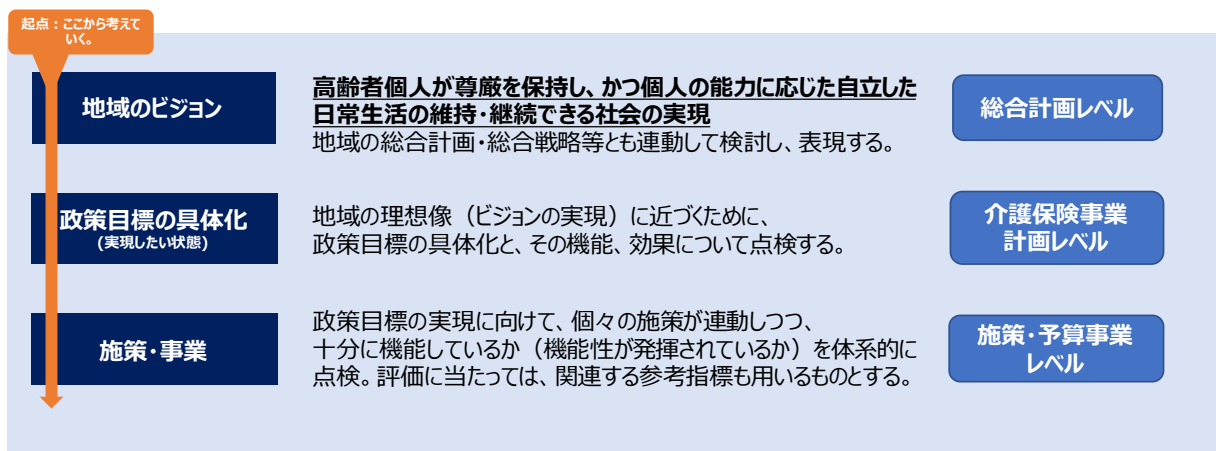 起点：ここから考えて
いく。
地域のビジョン
高齢者個人が尊厳を保持し、かつ個人の能力に応じた自立した
日常生活の維持・継続できる社会の実現
地域の総合計画・総合戦略等とも連動して検討し、表現する。
総合計画レベル
政策目標の具体化
(実現したい状態)
地域の理想像（ビジョンの実現）に近づくために、
政策目標の具体化と、その機能、効果について点検する。
介護保険事業
計画レベル
施策・事業
政策目標の実現に向けて、個々の施策が連動しつつ、
十分に機能しているか（機能性が発揮されているか）を体系的に
点検。評価に当たっては、関連する参考指標も用いるものとする。
施策・予算事業
レベル